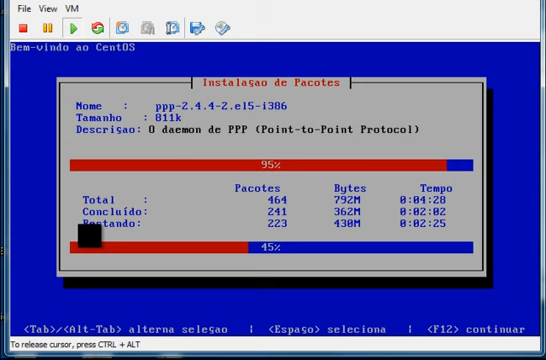 File View VM
Bem-vindo ao CentOS
Instalaçao de Pacotes
Nome : ppp-2.4.4-2.el5-i386
Tamanho : 811k
Descriçao: O daemon de PPP (Point-to-Point Protocol)
95%
Pacotes Bytes Tempo
Total : 464 792M 0:04:28
Concluído: 241 362M 0:02:02
Restando: 223 430M 0:02:25
45%
<Tab>/<Alt-Tab> alterna seleçao | <Espaço> seleciona | <F12> continuar
To release cursor, press CTRL + ALT